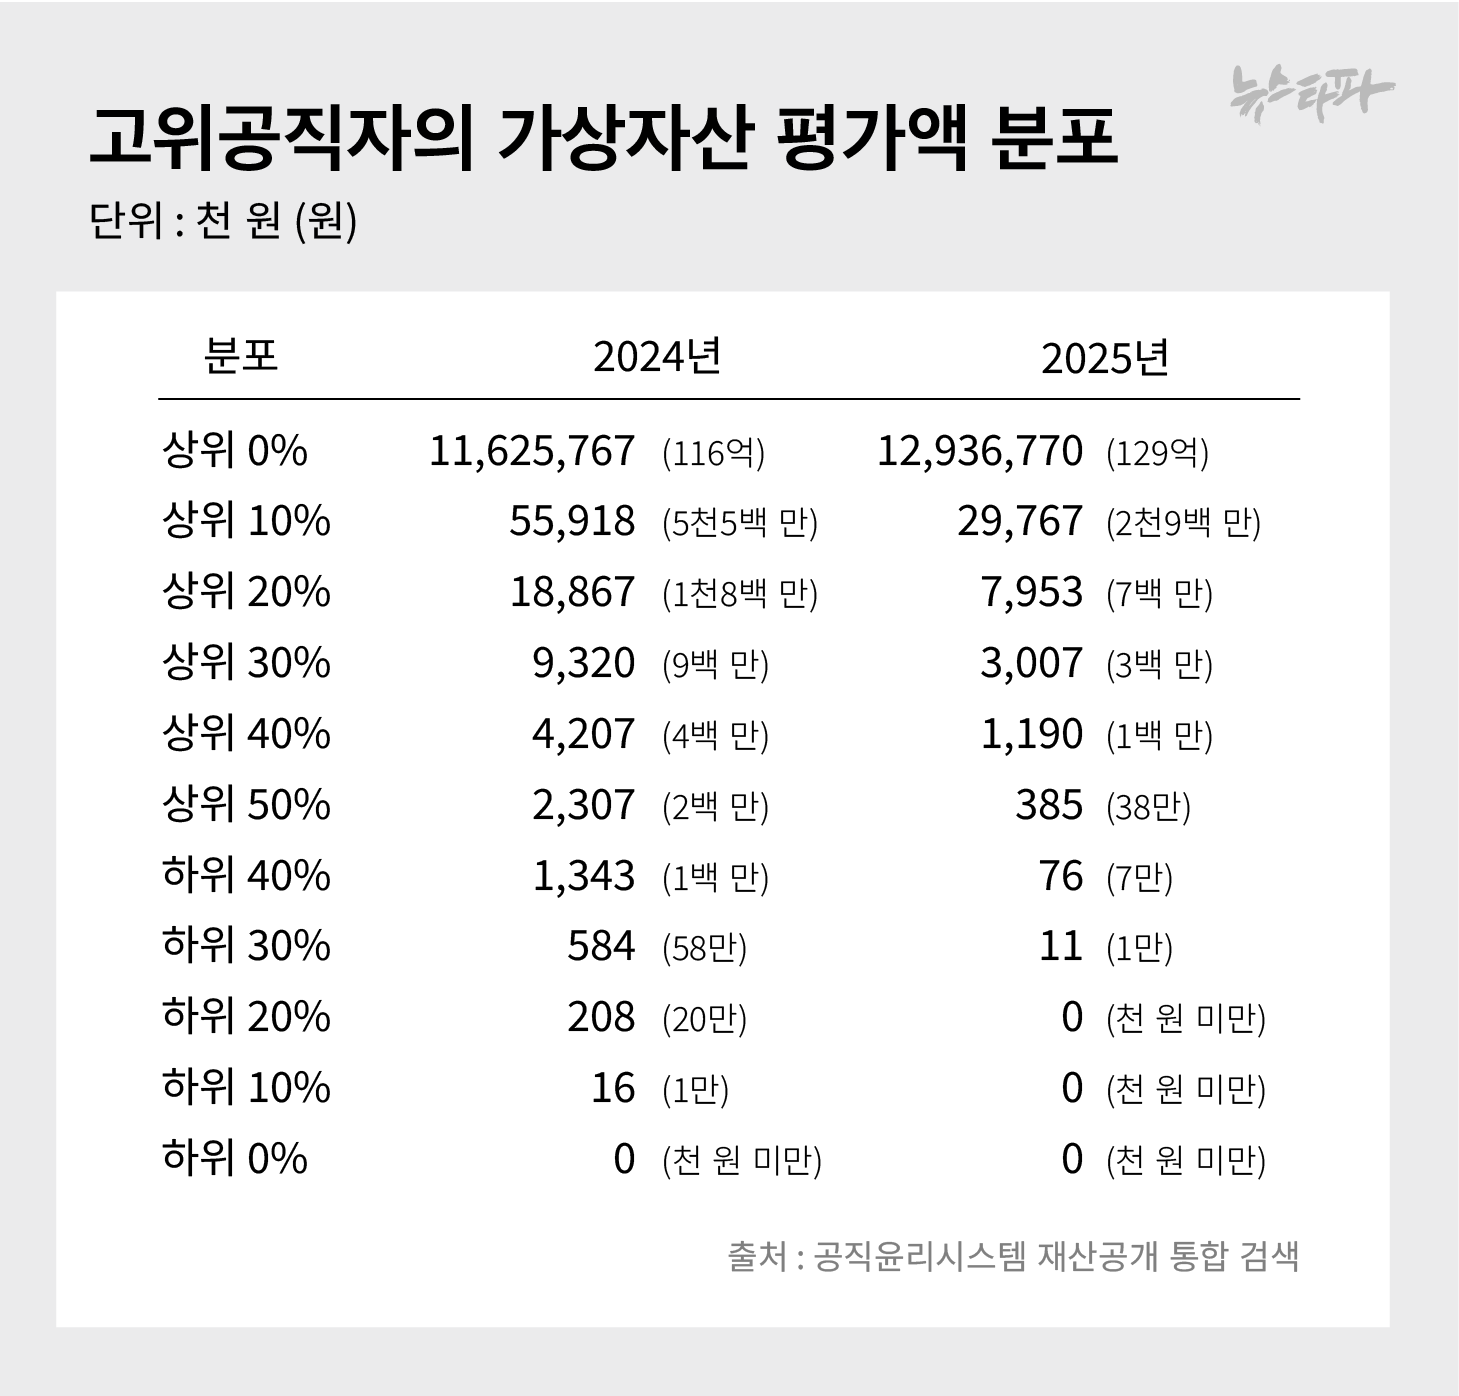 뉴스타파
고위공직자의 가상자산 평가액 분포
단위 : 천 원 (원)
분포 2024년 2025년
상위 0% 11,625,767 (116억) 12,936,770 (129억)
상위 10% 55,918 (5천5백 만) 29,767 (2천9백 만)
상위 20% 18,867 (1천8백 만) 7,953 (7백 만)
상위 30% 9,320 (9백 만) 3,007 (3백 만)
상위 40% 4,207 (4백 만) 1,190 (1백 만)
상위 50% 2,307 (2백 만) 385 (38만)
하위 40% 1,343 (1백 만) 76 (7만)
하위 30% 584 (58만) 11 (1만)
하위 20% 208 (20만) 0 (천 원 미만)
하위 10% 16 (1만) 0 (천 원 미만)
하위 0% 0 (천 원 미만) 0 (천 원 미만)
출처 : 공직윤리시스템 재산공개 통합 검색